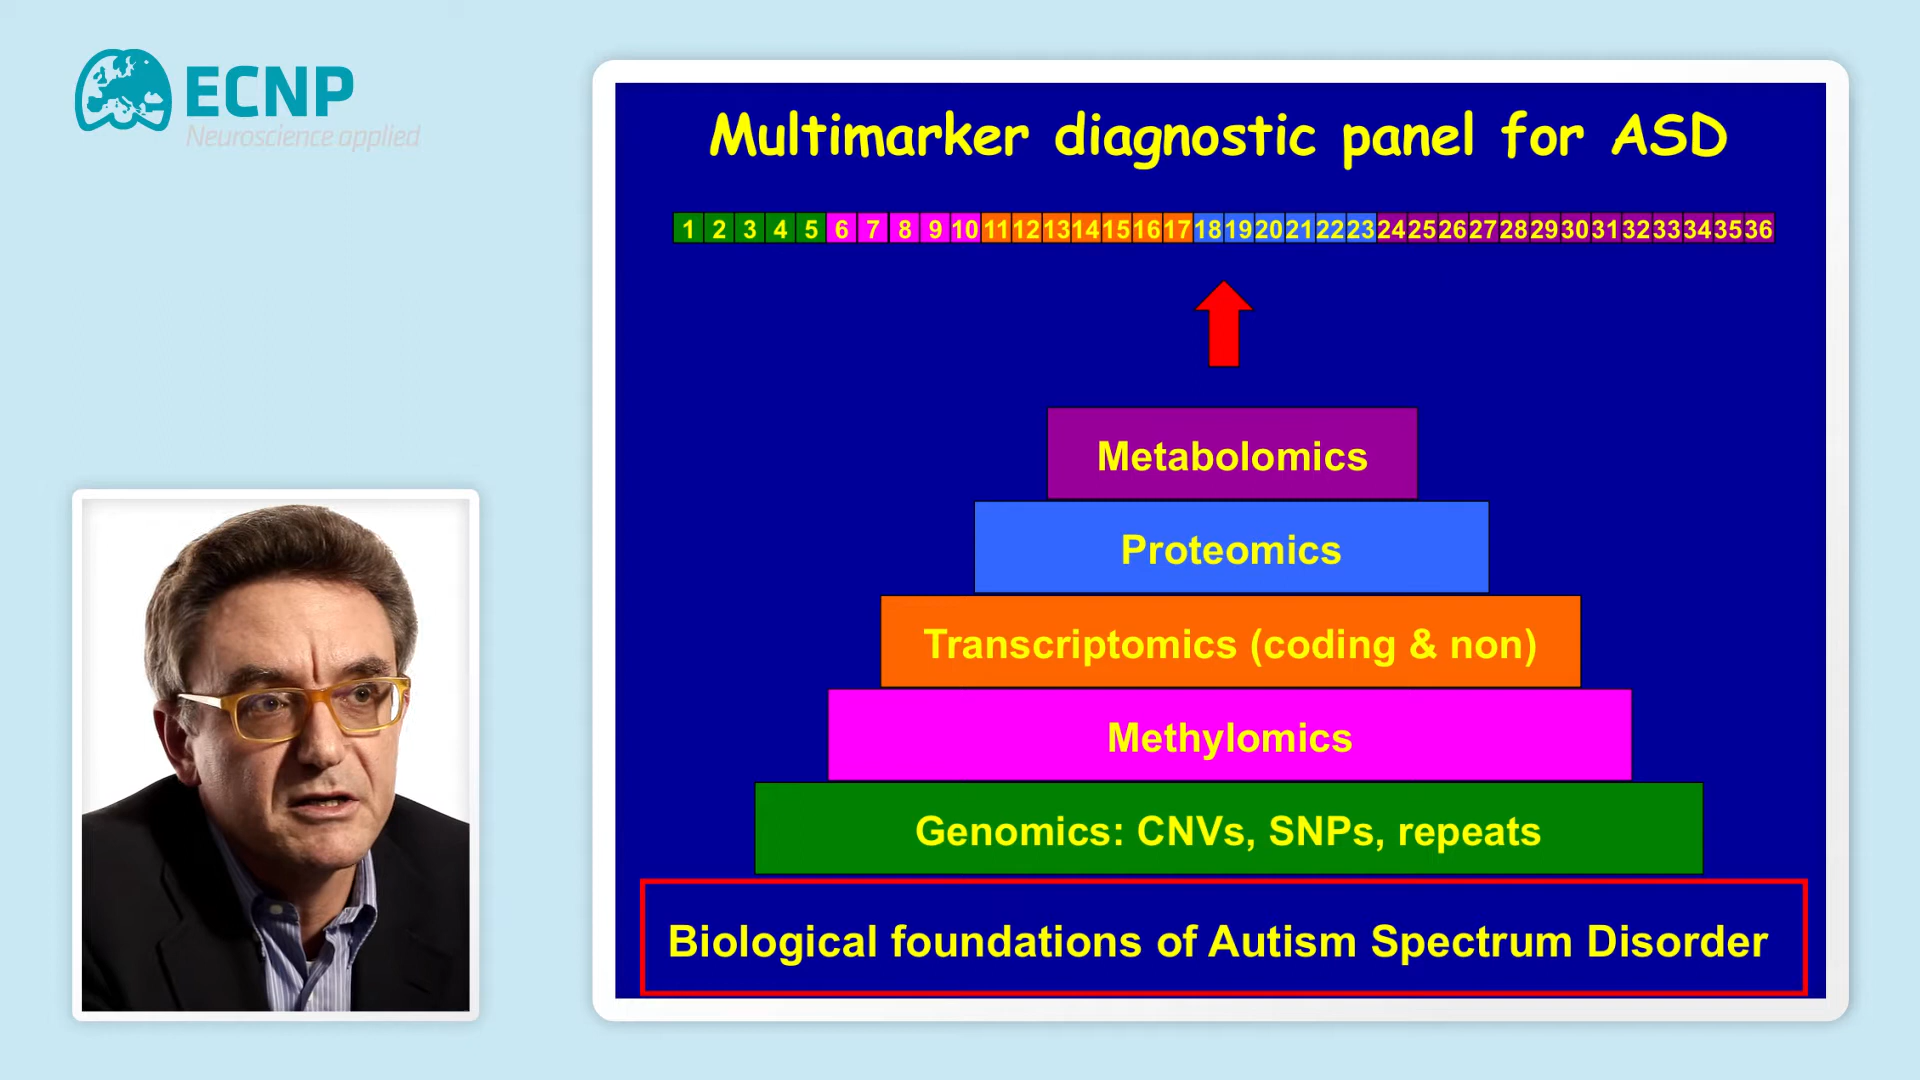 ECNP
Neuroscience applied
Multimarker diagnostic panel for ASD
1 2 3 4 5 6 7 8 9 10 11 12 13 14 15 16 17 18 19 20 21 22 23 24 25 26 27 28 29 30 31 32 33 34 35 36
Metabolomics
Proteomics
Transcriptomics (coding & non)
Methylomics
Genomics: CNVs, SNPs, repeats
Biological foundations of Autism Spectrum Disorder